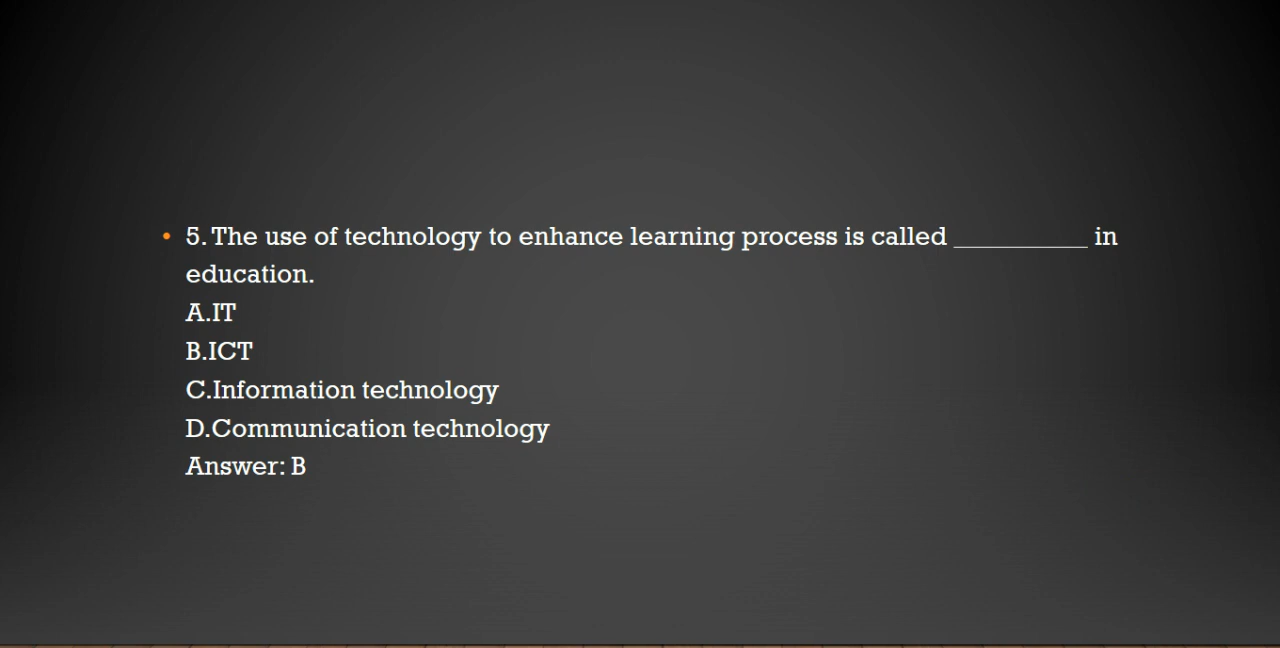 • 5. The use of technology to enhance learning process is called __________ in
education.
A.IT
B.ICT
C.Information technology
D.Communication technology
Answer: B